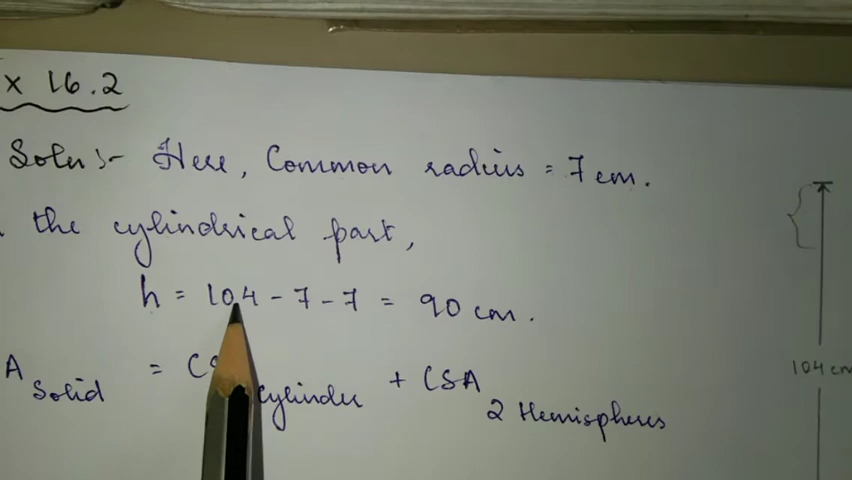 x 16.2
Soln :- Here, Common radius = 7 cm.
the cylindrical part,
h = 104 - 7 - 7 = 90 cm.
A Solid = CS cylinder + CSA 2 Hemispheres
104 cm